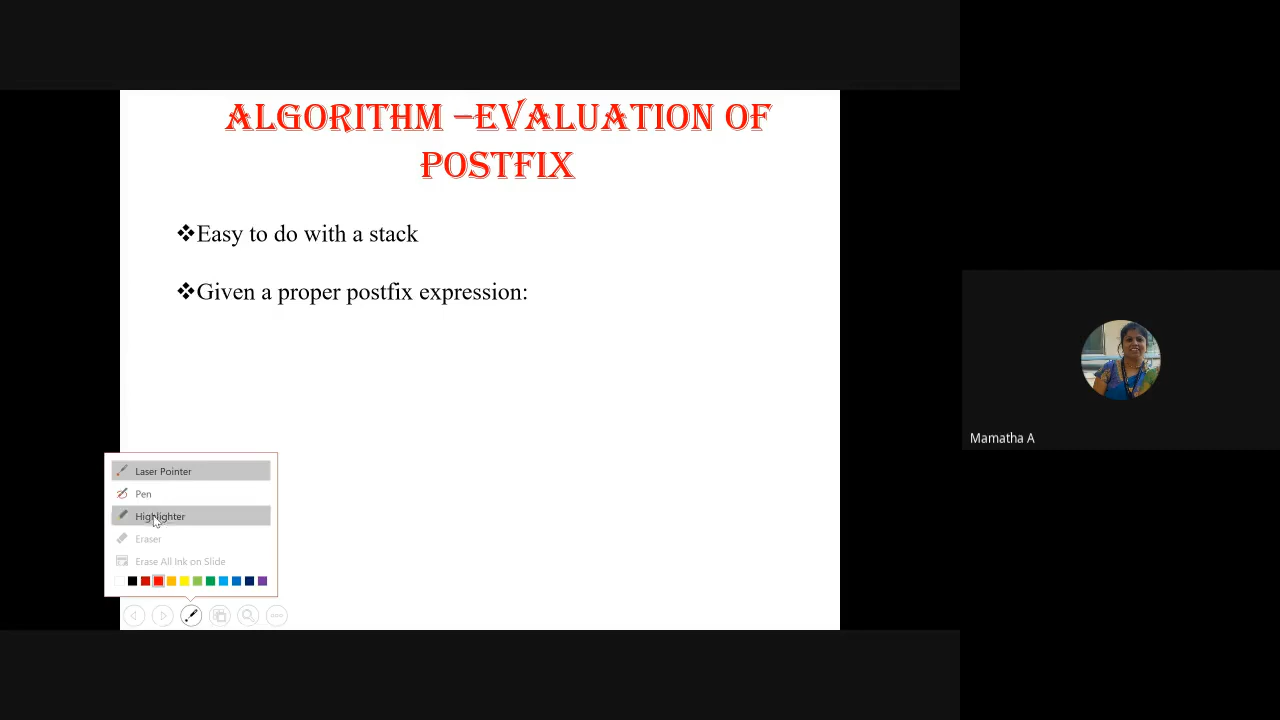 ALGORITHM –EVALUATION OF
POSTFIX
❖Easy to do with a stack
❖Given a proper postfix expression:
Laser Pointer
Pen
Highlighter
Eraser
Erase All Ink on Slide
Mamatha A